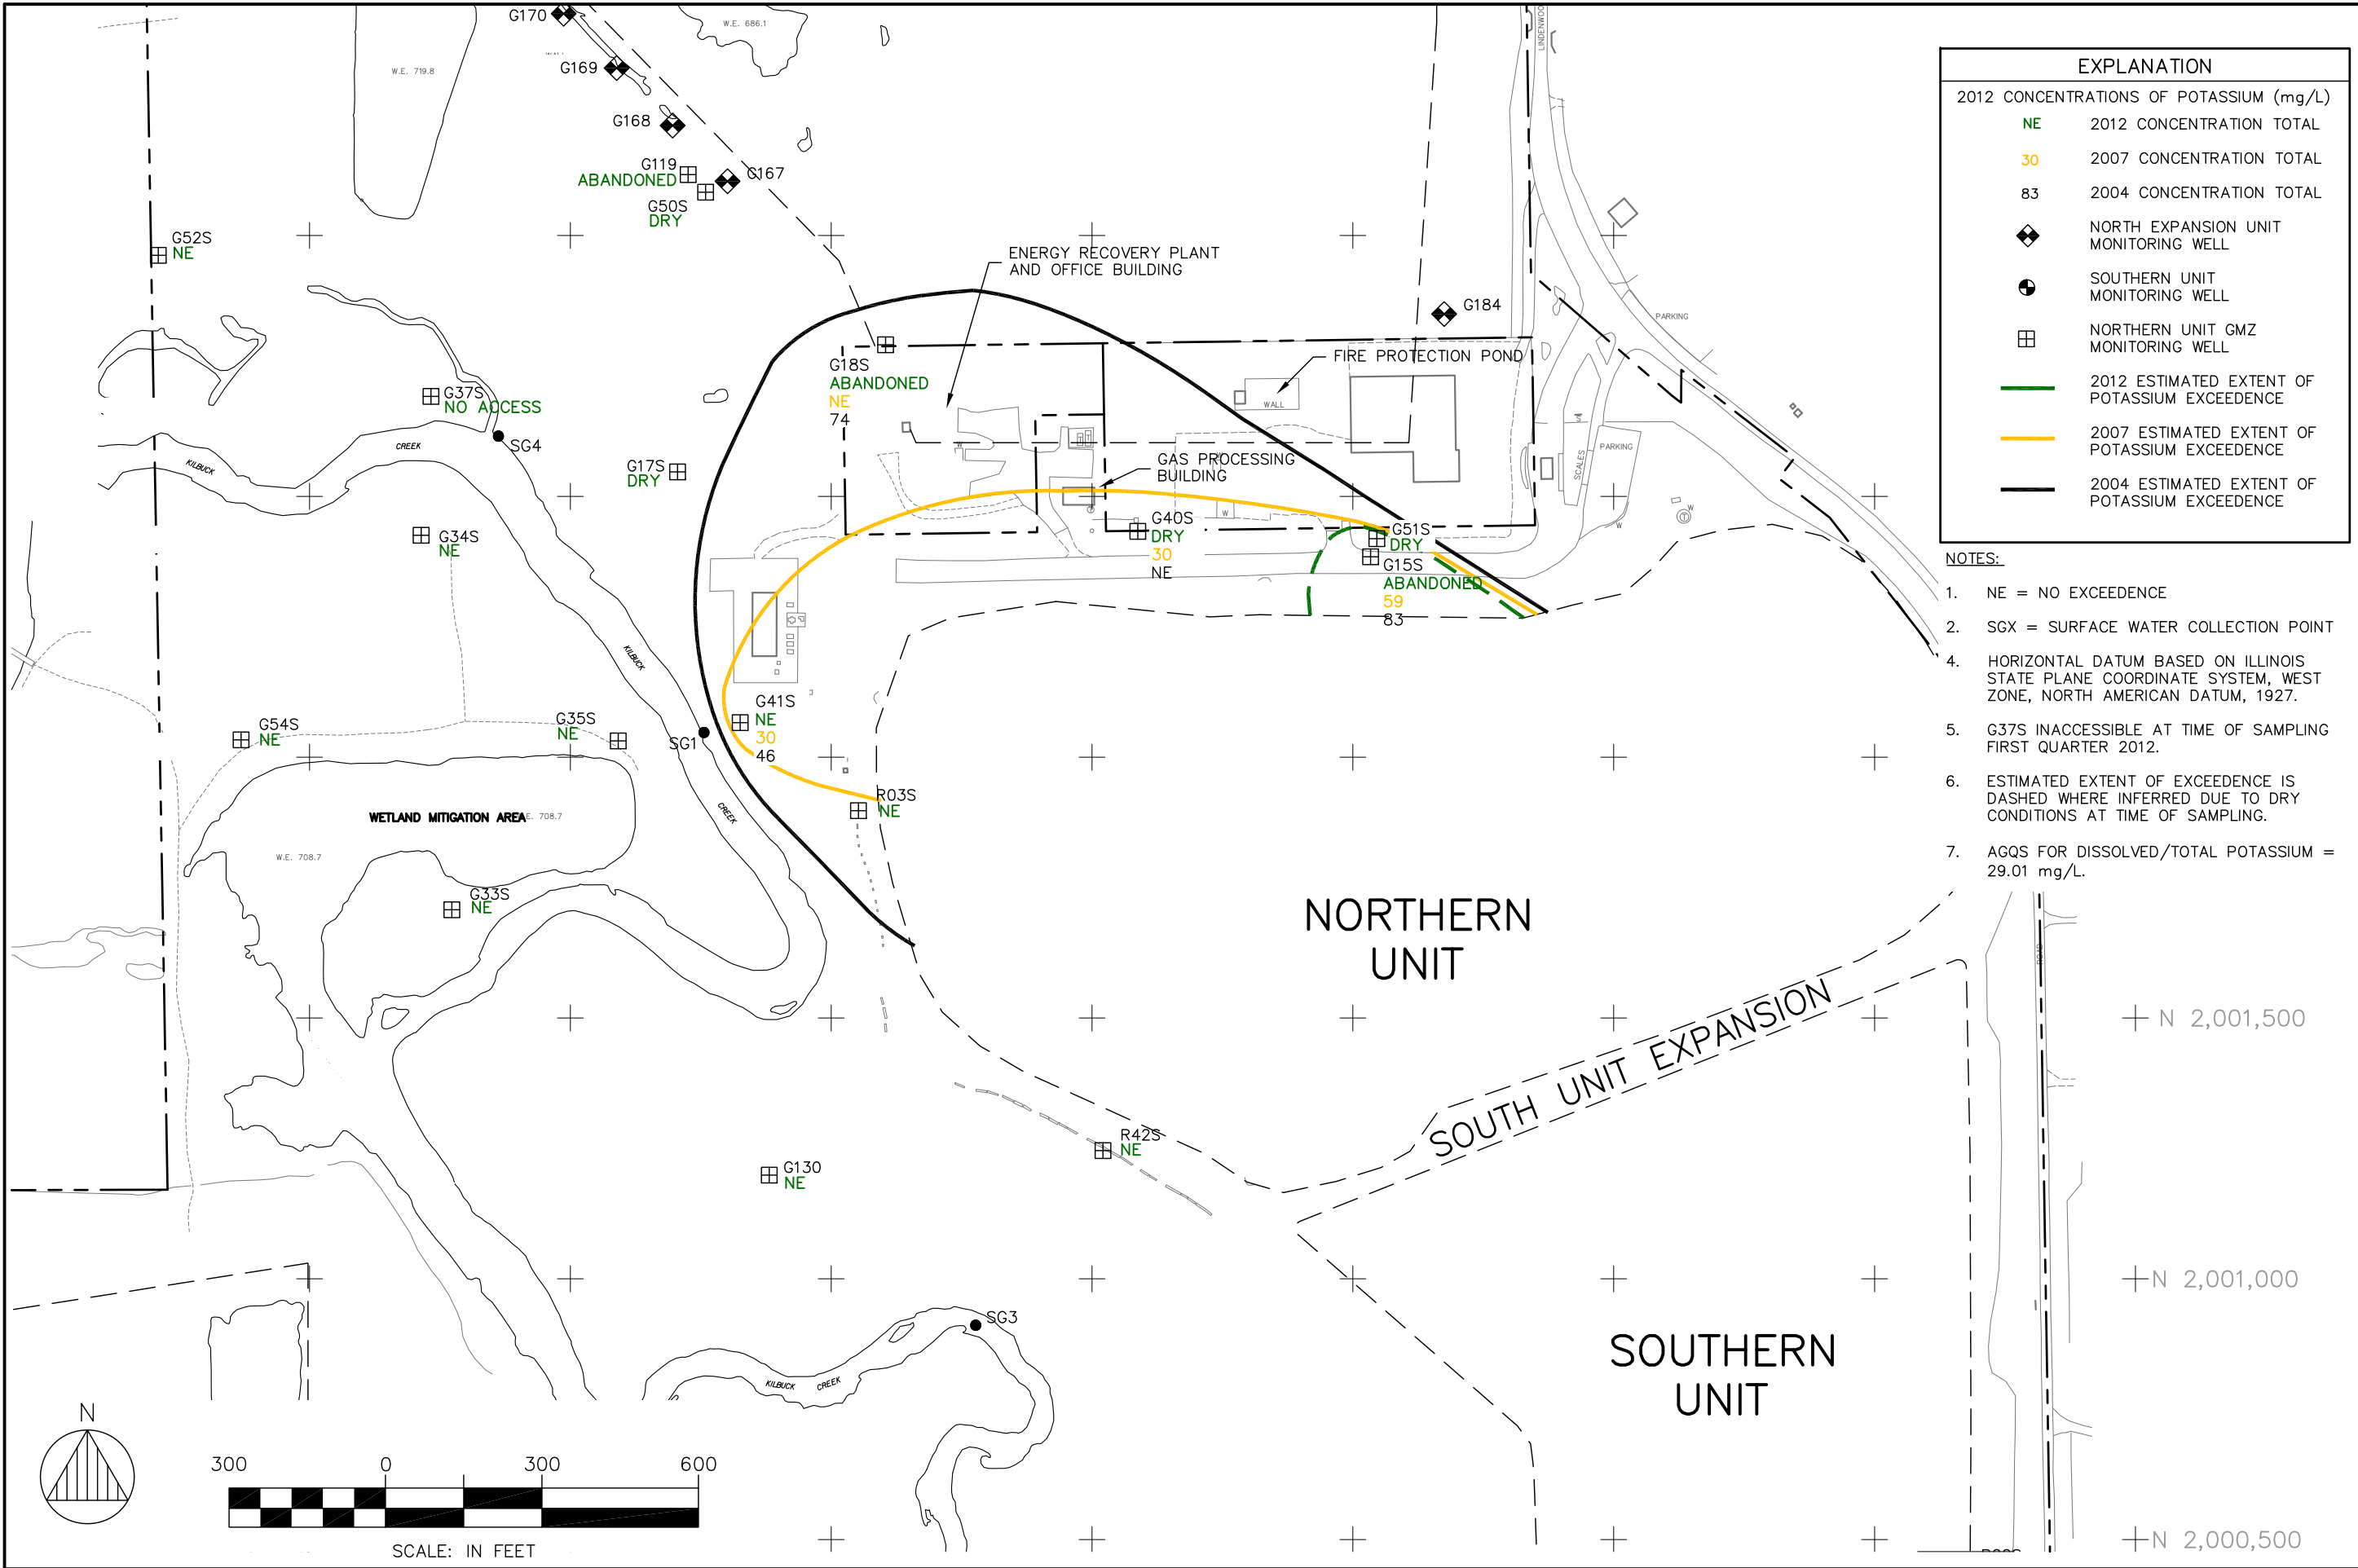 G170
W.E. 686.1
LINDENWOOD
W.E. 719.8
G169
G168
G119
ABANDONED
G167
G50S
DRY
G52S
NE
ENERGY RECOVERY PLANT
AND OFFICE BUILDING
G184
PARKING
G18S
ABANDONED
NE
74
FIRE PROTECTION POND
WALL
G37S
NO ACCESS
SG4
KILBUCK
CREEK
G17S
DRY
GAS PROCESSING
BUILDING
SCALES
PARKING
W
W
W
W
G34S
NE
G40S
DRY
30
NE
G51S
DRY
G15S
ABANDONED
59
83
KILBUCK
CREEK
G54S
NE
G35S
NE
SG1
G41S
NE
30
46
R03S
NE
WETLAND MITIGATION AREA
E. 708.7
W.E. 708.7
G33S
NE
NORTHERN
UNIT
SOUTH UNIT EXPANSION
ROAD
N 2,001,500
R42S
NE
G130
NE
N 2,001,000
SG3
KILBUCK
CREEK
SOUTHERN
UNIT
N 2,000,500
N
300 0 300 600
SCALE: IN FEET
EXPLANATION
2012 CONCENTRATIONS OF POTASSIUM (mg/L)
NE 2012 CONCENTRATION TOTAL
30 2007 CONCENTRATION TOTAL
83 2004 CONCENTRATION TOTAL
NORTH EXPANSION UNIT
MONITORING WELL
SOUTHERN UNIT
MONITORING WELL
NORTHERN UNIT GMZ
MONITORING WELL
2012 ESTIMATED EXTENT OF
POTASSIUM EXCEEDENCE
2007 ESTIMATED EXTENT OF
POTASSIUM EXCEEDENCE
2004 ESTIMATED EXTENT OF
POTASSIUM EXCEEDENCE
NOTES:
1. NE = NO EXCEEDENCE
2. SGX = SURFACE WATER COLLECTION POINT
4. HORIZONTAL DATUM BASED ON ILLINOIS
STATE PLANE COORDINATE SYSTEM, WEST
ZONE, NORTH AMERICAN DATUM, 1927.
5. G37S INACCESSIBLE AT TIME OF SAMPLING
FIRST QUARTER 2012.
6. ESTIMATED EXTENT OF EXCEEDENCE IS
DASHED WHERE INFERRED DUE TO DRY
CONDITIONS AT TIME OF SAMPLING.
7. AGQS FOR DISSOLVED/TOTAL POTASSIUM =
29.01 mg/L.